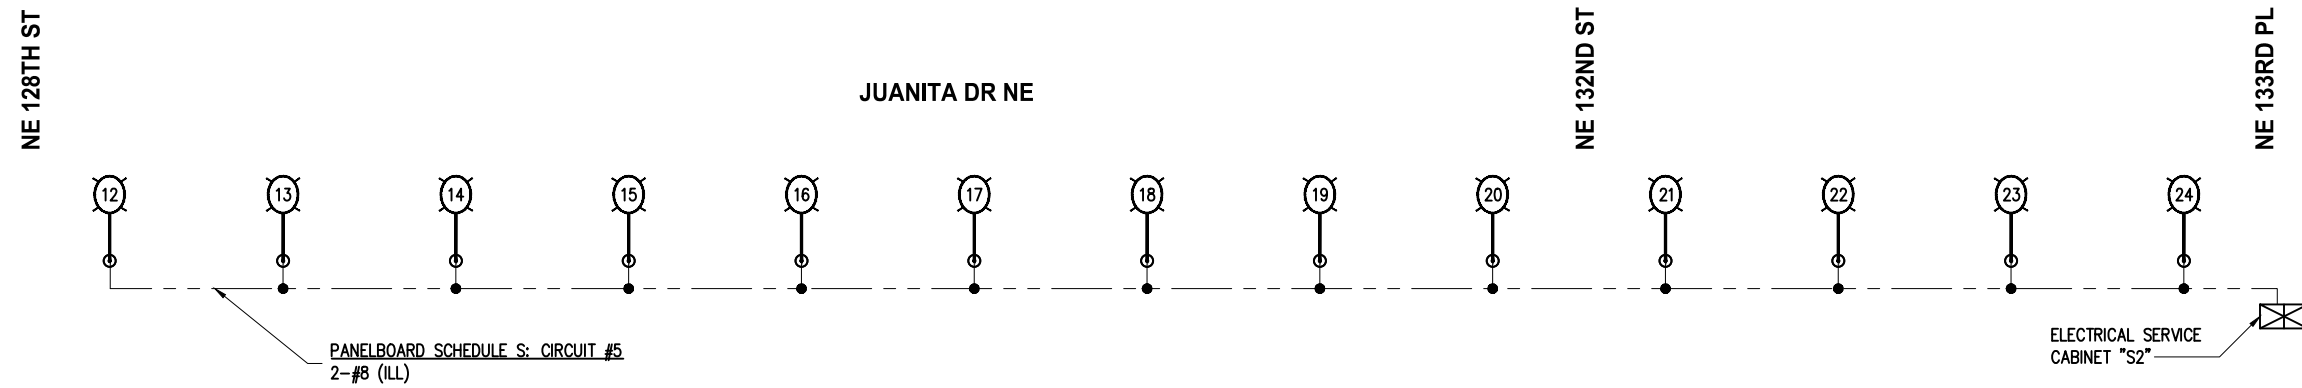 NE 128TH ST
JUANITA DR NE
NE 132ND ST
NE 133RD PL
12
13
14
15
16
17
18
19
20
21
22
23
24
PANELBOARD SCHEDULE S: CIRCUIT #5
2-#8 (ILL)
ELECTRICAL SERVICE
CABINET "S2"